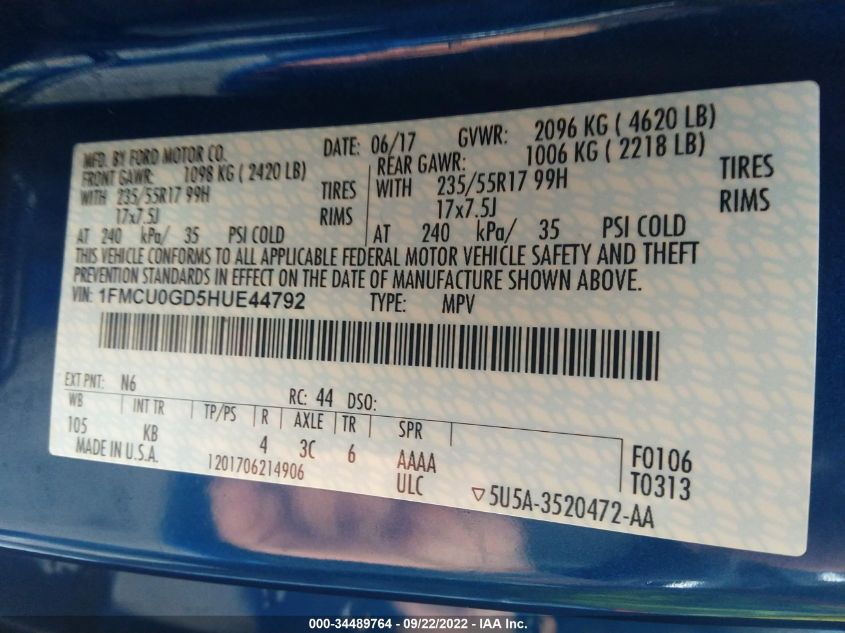 MFD. BY FORD MOTOR CO. DATE: 06/17 GVWR: 2096 KG ( 4620 LB)
FRONT GAWR: 1098 KG ( 2420 LB) REAR GAWR: 1006 KG ( 2218 LB)
WITH 235/55R17 99H TIRES WITH 235/55R17 99H TIRES
17x7.5J RIMS 17x7.5J RIMS
AT 240 kPa/ 35 PSI COLD AT 240 kPa/ 35 PSI COLD
THIS VEHICLE CONFORMS TO ALL APPLICABLE FEDERAL MOTOR VEHICLE SAFETY AND THEFT
PREVENTION STANDARDS IN EFFECT ON THE DATE OF MANUFACTURE SHOWN ABOVE.
VIN: 1FMCU0GD5HUE44792 TYPE: MPV
EXT PNT: N6 RC: 44 DSO:
WB INT TR TP/PS R AXLE TR SPR
105 KB 4 3C 6 AAAA F0106
MADE IN U.S.A. 1201706214906 ULC T0313
▽5U5A-3520472-AA
000-34489764 - 09/22/2022 - IAA Inc.